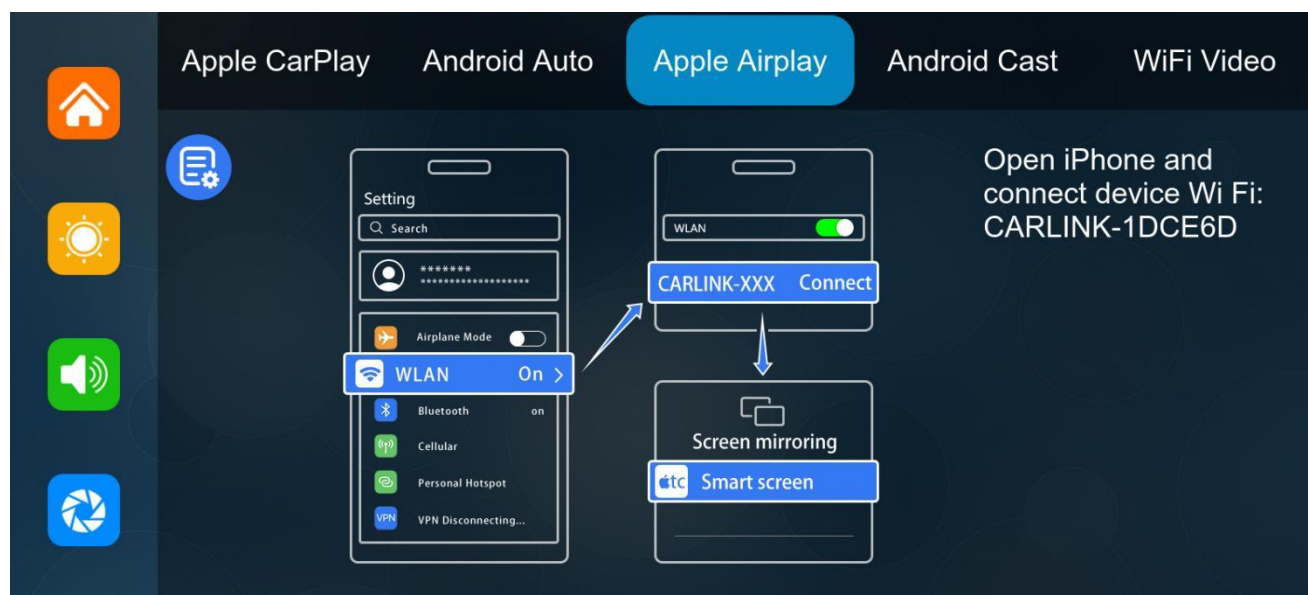 Apple CarPlay Android Auto Apple Airplay Android Cast WiFi Video
Setting
Search
*******
*******************
Airplane Mode
WLAN On >
Bluetooth on
Cellular
Personal Hotspot
VPN VPN Disconnecting...
WLAN
CARLINK-XXX Connect
Screen mirroring
tc Smart screen
Open iPhone and
connect device Wi Fi:
CARLINK-1DCE6D